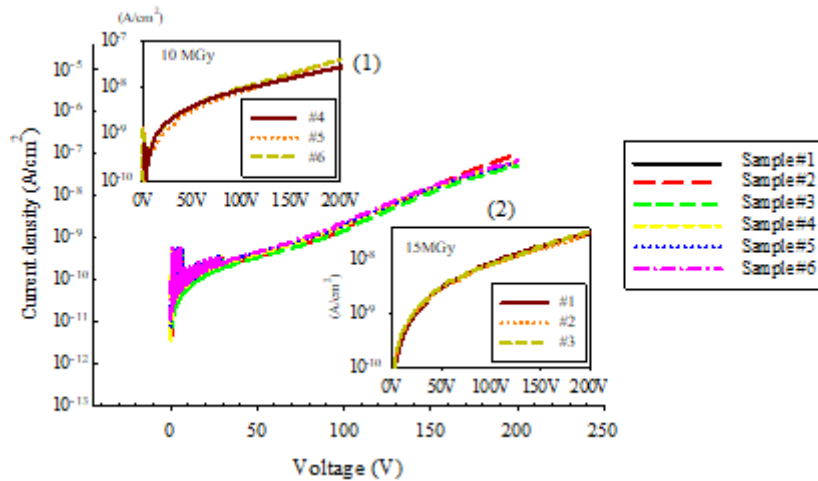 (A/cm²)
10⁻⁷
10⁻⁸
10⁻⁹
10⁻¹⁰
10 MGy
(1)
#4
#5
#6
0V 50V 100V 150V 200V
10⁻⁵
10⁻⁶
10⁻⁷
10⁻⁸
10⁻⁹
10⁻¹⁰
10⁻¹¹
10⁻¹²
10⁻¹³
Current density (A/cm²)
(2)
15MGy
10⁻⁸
10⁻⁹
10⁻¹⁰
(A/cm²)
#1
#2
#3
0V 50V 100V 150V 200V
0 50 100 150 200 250
Voltage (V)
Sample#1
Sample#2
Sample#3
Sample#4
Sample#5
Sample#6